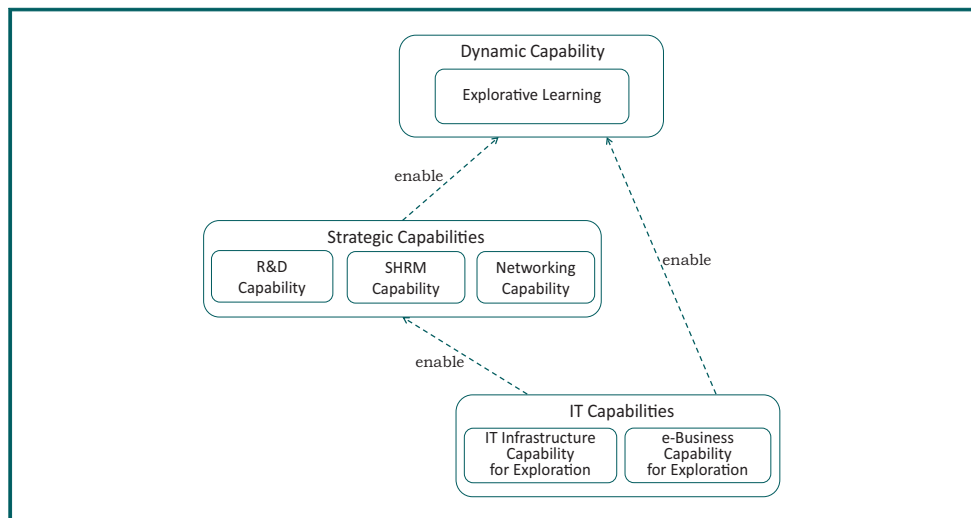 Dynamic Capability
Explorative Learning
enable
Strategic Capabilities
R&D
Capability
SHRM
Capability
Networking
Capability
enable
enable
IT Capabilities
IT Infrastructure
Capability
for Exploration
e-Business
Capability
for Exploration